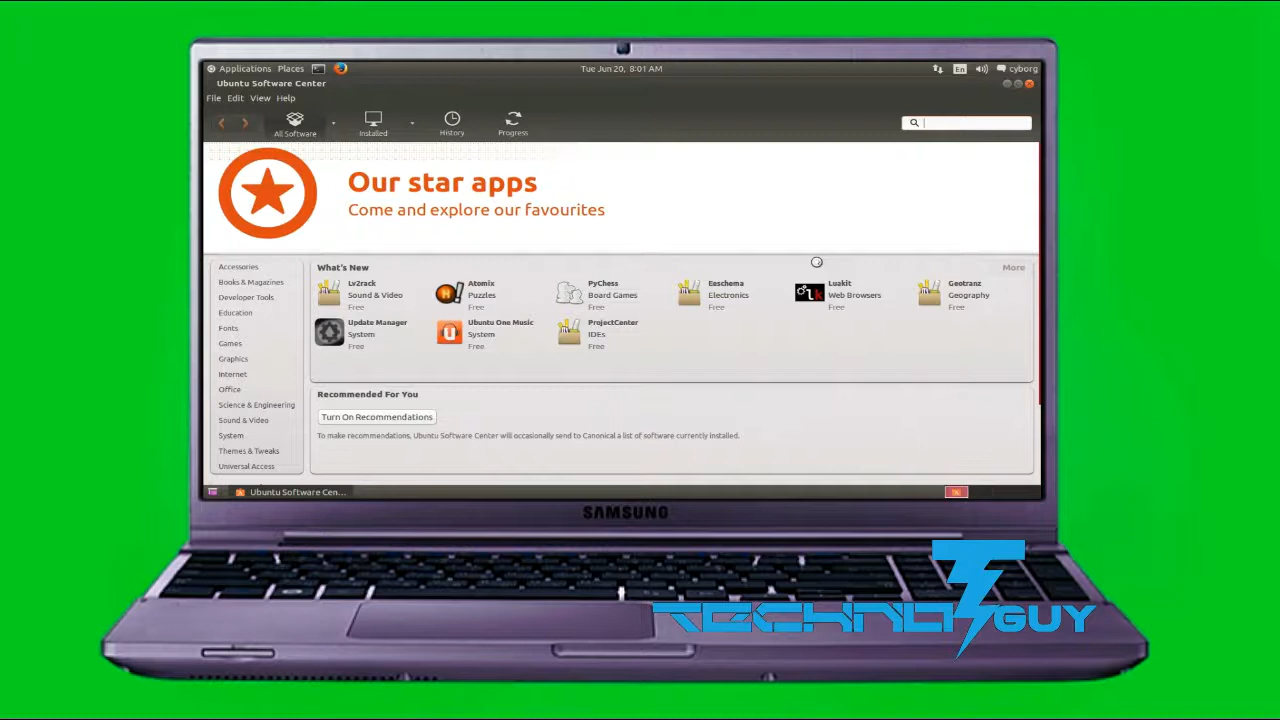 Applications Places Tue Jun 20, 8:01 AM En cyborg
Ubuntu Software Center
File Edit View Help
All Software Installed History Progress
Our star apps
Come and explore our favourites
Accessories
Books & Magazines
Developer Tools
Education
Fonts
Games
Graphics
Internet
Office
Science & Engineering
Sound & Video
System
Themes & Tweaks
Universal Access
What's New More
Lv2rack
Sound & Video
Free
Atomix
Puzzles
Free
PyChess
Board Games
Free
Eeschema
Electronics
Free
Luakit
Web Browsers
Free
Geotranz
Geography
Free
Update Manager
System
Free
Ubuntu One Music
System
Free
ProjectCenter
IDEs
Free
Recommended For You
Turn On Recommendations
To make recommendations, Ubuntu Software Center will occasionally send to Canonical a list of software currently installed.
Ubuntu Software Cen...
SAMSUNG
TECHNO GUY